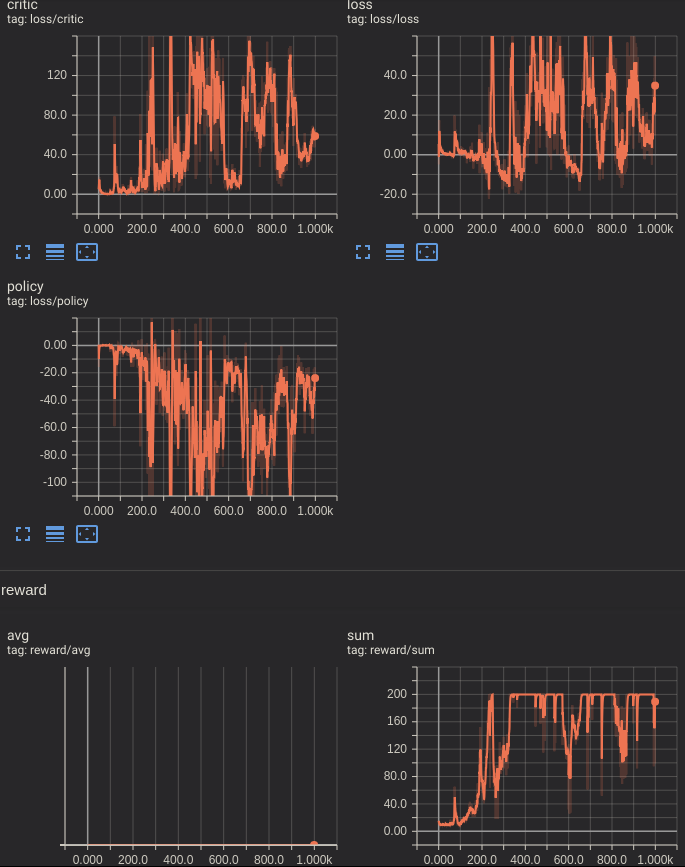 critic
tag: loss/critic
120
80.0
40.0
0.00
0.000 200.0 400.0 600.0 800.0 1.000k
loss
tag: loss/loss
40.0
20.0
0.00
-20.0
0.000 200.0 400.0 600.0 800.0 1.000k
policy
tag: loss/policy
0.00
-20.0
-40.0
-60.0
-80.0
-100
0.000 200.0 400.0 600.0 800.0 1.000k
reward
avg
tag: reward/avg
0.000 200.0 400.0 600.0 800.0 1.000k
sum
tag: reward/sum
200
160
120
80.0
40.0
0.00
0.000 200.0 400.0 600.0 800.0 1.000k